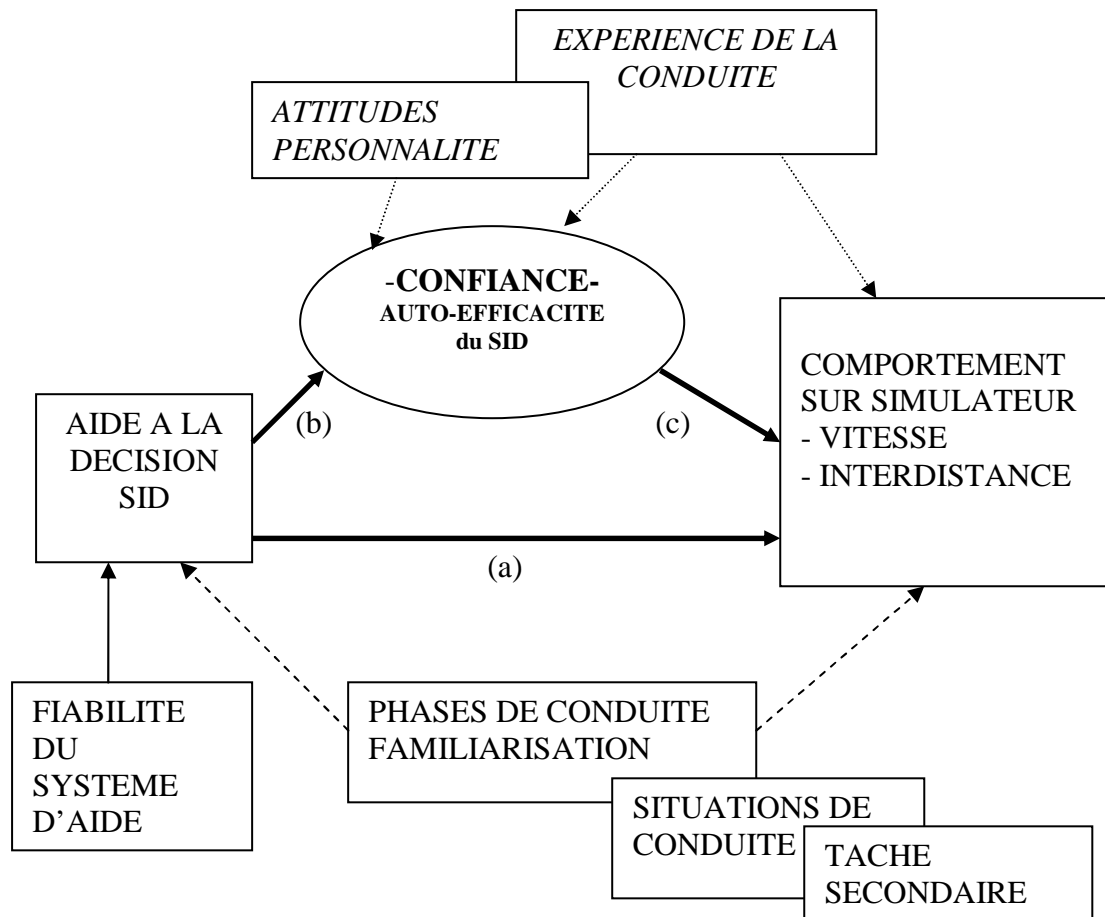 EXPERIENCE DE LA
CONDUITE
ATTITUDES
PERSONNALITE
-CONFIANCE-
AUTO-EFFICACITE
du SID
AIDE A LA
DECISION
SID
(b)
(c)
(a)
COMPORTEMENT
SUR SIMULATEUR
- VITESSE
- INTERDISTANCE
FIABILITE
DU
SYSTEME
D’AIDE
PHASES DE CONDUITE
FAMILIARISATION
SITUATIONS DE
CONDUITE
TACHE
SECONDAIRE